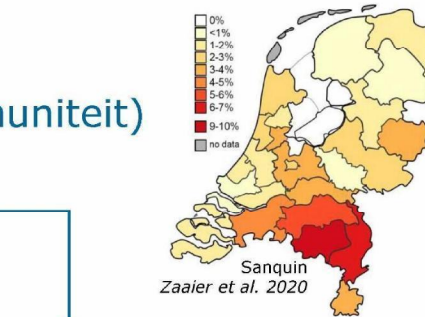 nuniteit)
0%
<1%
1-2%
2-3%
3-4%
4-5%
5-6%
6-7%
9-10%
no data
Sanquin
Zaaier et al. 2020